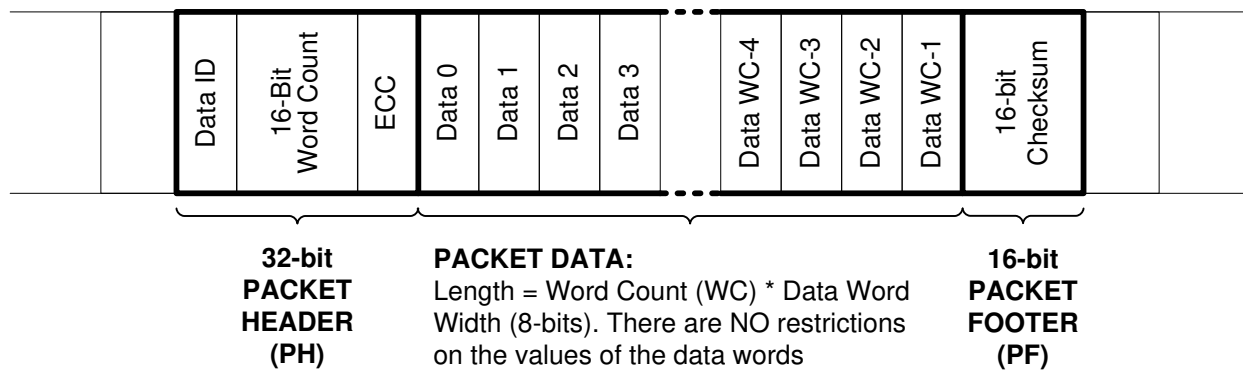 Data ID
16-Bit
Word Count
ECC
Data 0
Data 1
Data 2
Data 3
Data WC-4
Data WC-3
Data WC-2
Data WC-1
16-bit
Checksum
32-bit
PACKET
HEADER
(PH)
PACKET DATA:
Length = Word Count (WC) * Data Word
Width (8-bits). There are NO restrictions
on the values of the data words
16-bit
PACKET
FOOTER
(PF)